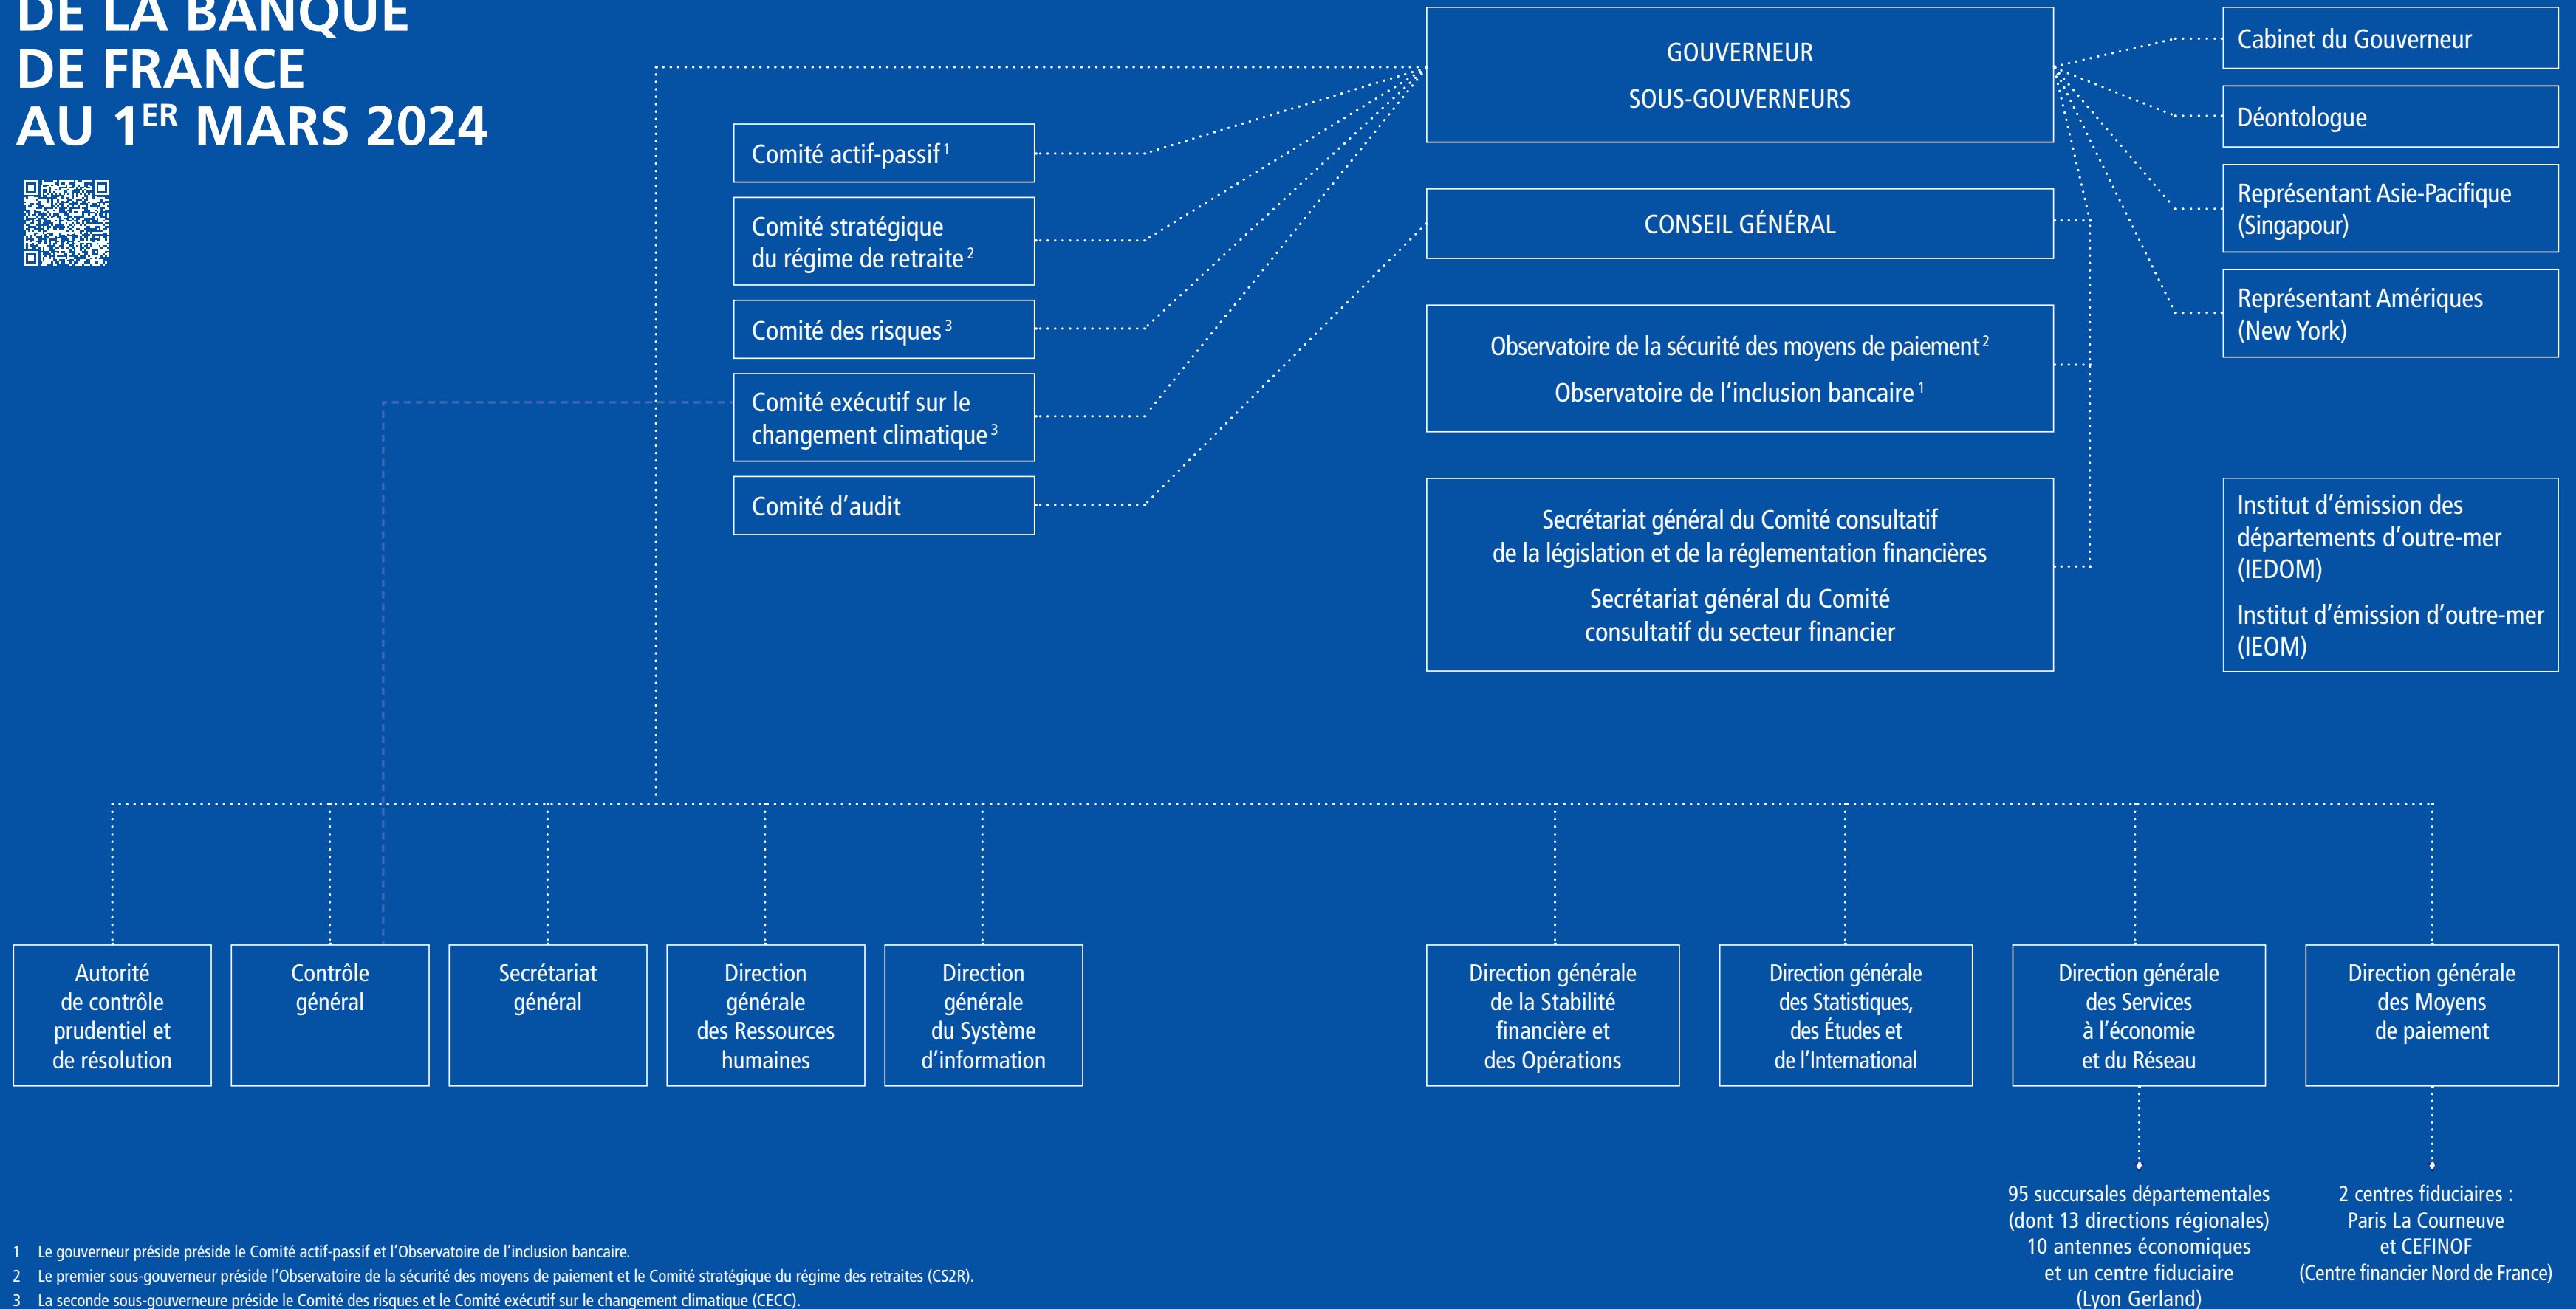 DE LA BANQUE
DE FRANCE
AU 1ER MARS 2024
GOUVERNEUR
SOUS-GOUVERNEURS
CONSEIL GÉNÉRAL
Observatoire de la sécurité des moyens de paiement 2
Observatoire de l’inclusion bancaire 1
Secrétariat général du Comité consultatif
de la législation et de la réglementation financières
Secrétariat général du Comité
consultatif du secteur financier
Comité actif-passif 1
Comité stratégique
du régime de retraite 2
Comité des risques 3
Comité exécutif sur le
changement climatique 3
Comité d’audit
Cabinet du Gouverneur
Déontologue
Représentant Asie-Pacifique
(Singapour)
Représentant Amériques
(New York)
Institut d’émission des
départements d’outre-mer
(IEDOM)
Institut d’émission d’outre-mer
(IEOM)
Autorité
de contrôle
prudentiel et
de résolution
Contrôle
général
Secrétariat
général
Direction
générale
des Ressources
humaines
Direction
générale
du Système
d’information
Direction générale
de la Stabilité
financière et
des Opérations
Direction générale
des Statistiques,
des Études et
de l’International
Direction générale
des Services
à l’économie
et du Réseau
Direction générale
des Moyens
de paiement
95 succursales départementales
(dont 13 directions régionales)
10 antennes économiques
et un centre fiduciaire
(Lyon Gerland)
2 centres fiduciaires :
Paris La Courneuve
et CEFINOF
(Centre financier Nord de France)
1 Le gouverneur préside préside le Comité actif-passif et l’Observatoire de l’inclusion bancaire.
2 Le premier sous-gouverneur préside l’Observatoire de la sécurité des moyens de paiement et le Comité stratégique du régime des retraites (CS2R).
3 La seconde sous-gouverneure préside le Comité des risques et le Comité exécutif sur le changement climatique (CECC).